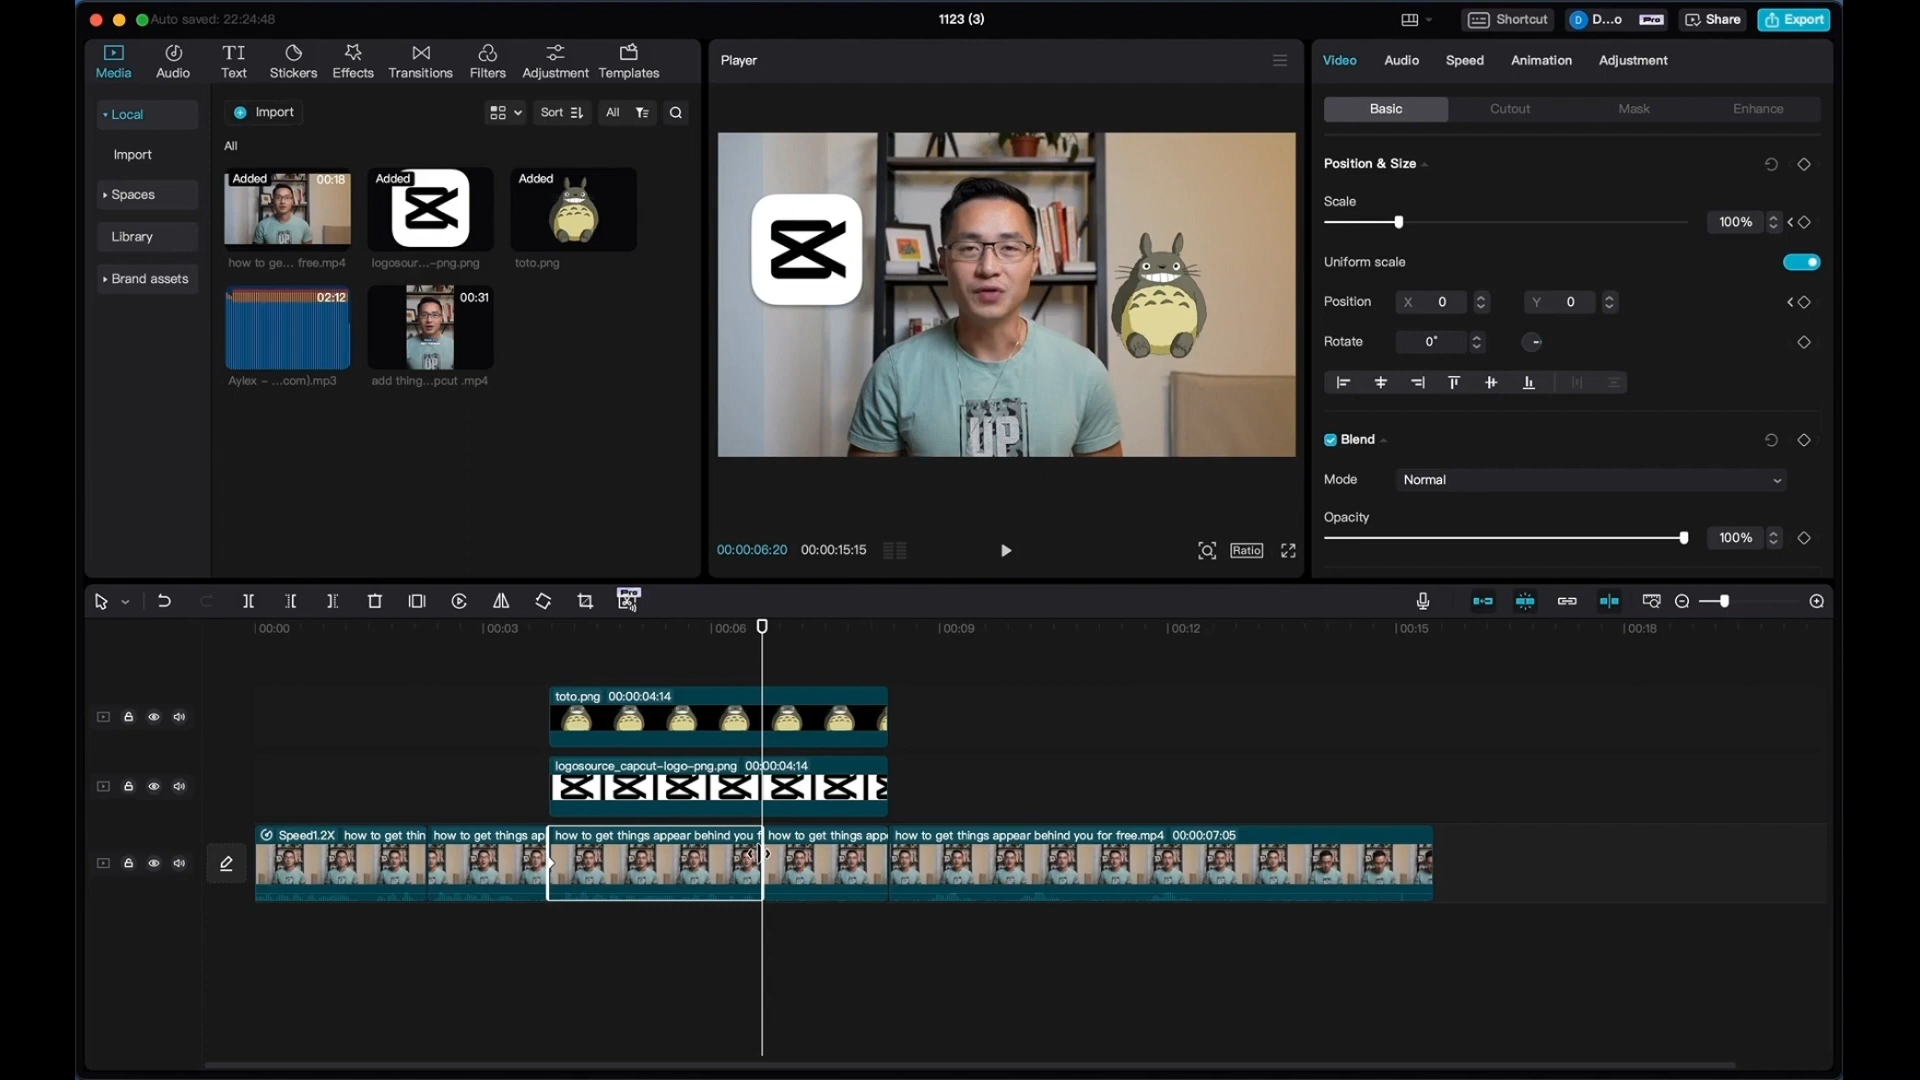 Auto saved: 22:24:48
1123 (3)
Shortcut
D...o
Pro
Share
Export
Media
Audio
Text
Stickers
Effects
Transitions
Filters
Adjustment
Templates
Local
Import
Spaces
Library
Brand assets
Import
Sort
All
All
Added 00:18
how to ge... free.mp4
Added
logosour...-png.png
Added
toto.png
02:12
Aylex - ...com).mp3
00:31
add thing...pcut .mp4
Player
UP
00:00:06:20 00:00:15:15
Ratio
Video
Audio
Speed
Animation
Adjustment
Basic
Cutout
Mask
Enhance
Position & Size
Scale
100%
Uniform scale
Position X 0 Y 0
Rotate 0°
Blend
Mode Normal
Opacity
100%
Pro
00:00 00:03 00:06 00:09 00:12 00:15 00:18
toto.png 00:00:04:14
logosource_capcut-logo-png.png 00:00:04:14
Speed1.2X how to get thin
how to get things ap
how to get things appear behind you f
how to get things app
how to get things appear behind you for free.mp4 00:00:07:05